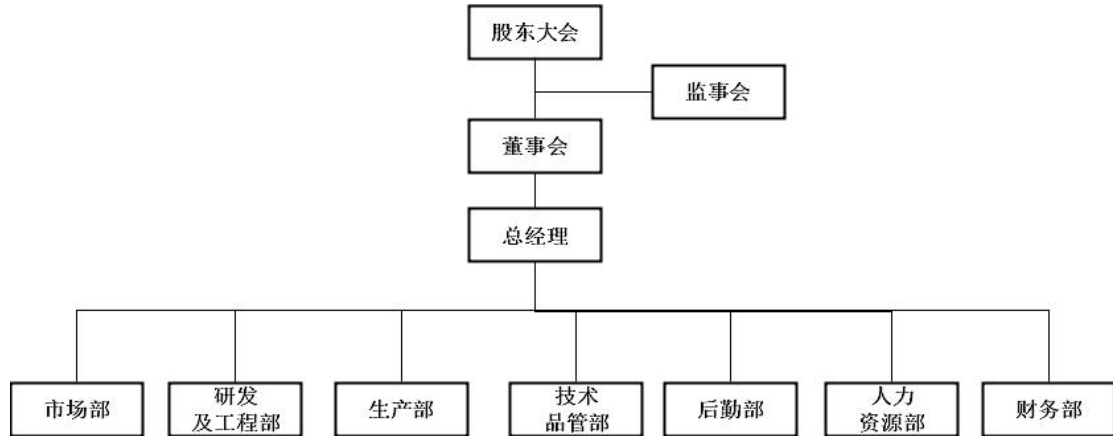 股东大会
监事会
董事会
总经理
市场部
研发
及工程部
生产部
技术
品管部
后勤部
人力
资源部
财务部